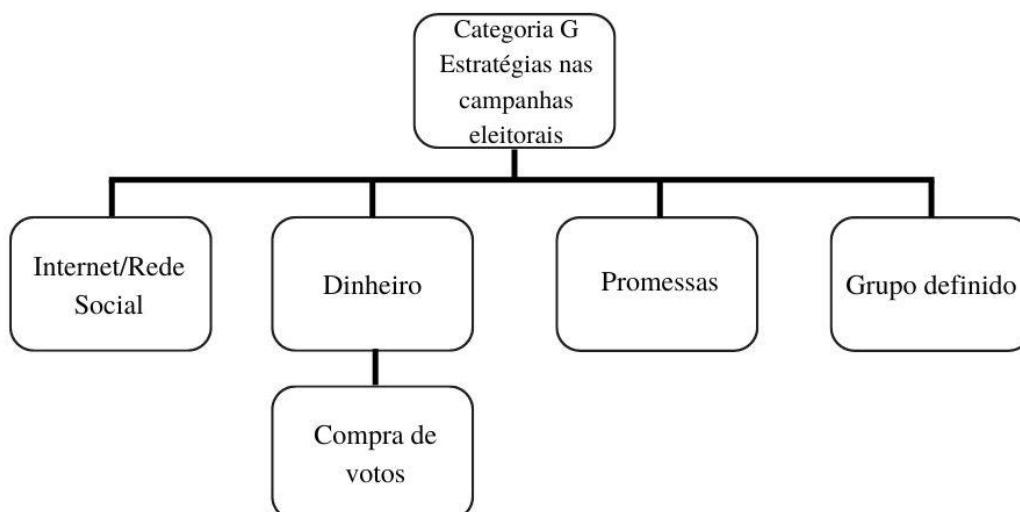 Categoria G
Estratégias nas
campanhas
eleitorais
Internet/Rede
Social
Dinheiro
Promessas
Grupo definido
Compra de
votos